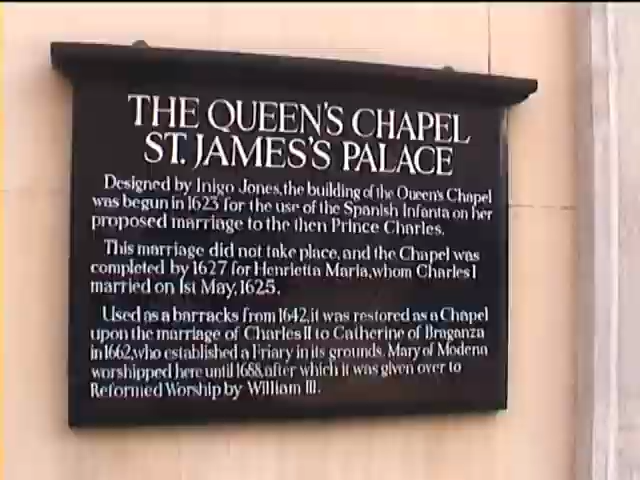 THE QUEEN'S CHAPEL
ST. JAMES'S PALACE
Designed by Inigo Jones, the building of the Queen's Chapel
was begun in 1623 for the use of the Spanish Infanta on her
proposed marriage to the then Prince Charles.
This marriage did not take place, and the Chapel was
completed by 1627 for Henrietta Maria, whom Charles I
married on 1st May, 1625.
Used as a barracks from 1642, it was restored as a Chapel
upon the marriage of Charles II to Catherine of Braganza
in 1662, who established a Friary in its grounds. Mary of Modena
worshipped here until 1688, after which it was given over to
Reformed Worship by William III.